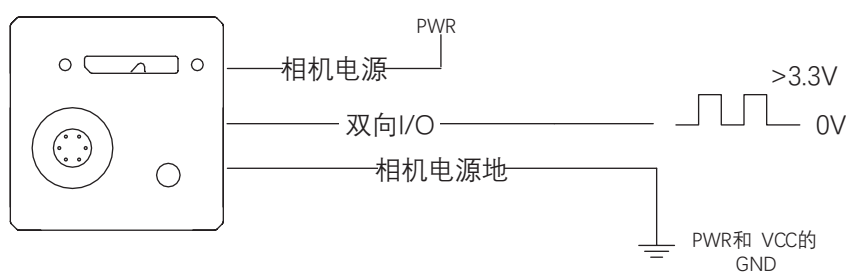 PWR
相机电源
>3.3V
双向I/O
0V
相机电源地
PWR和 VCC的
GND